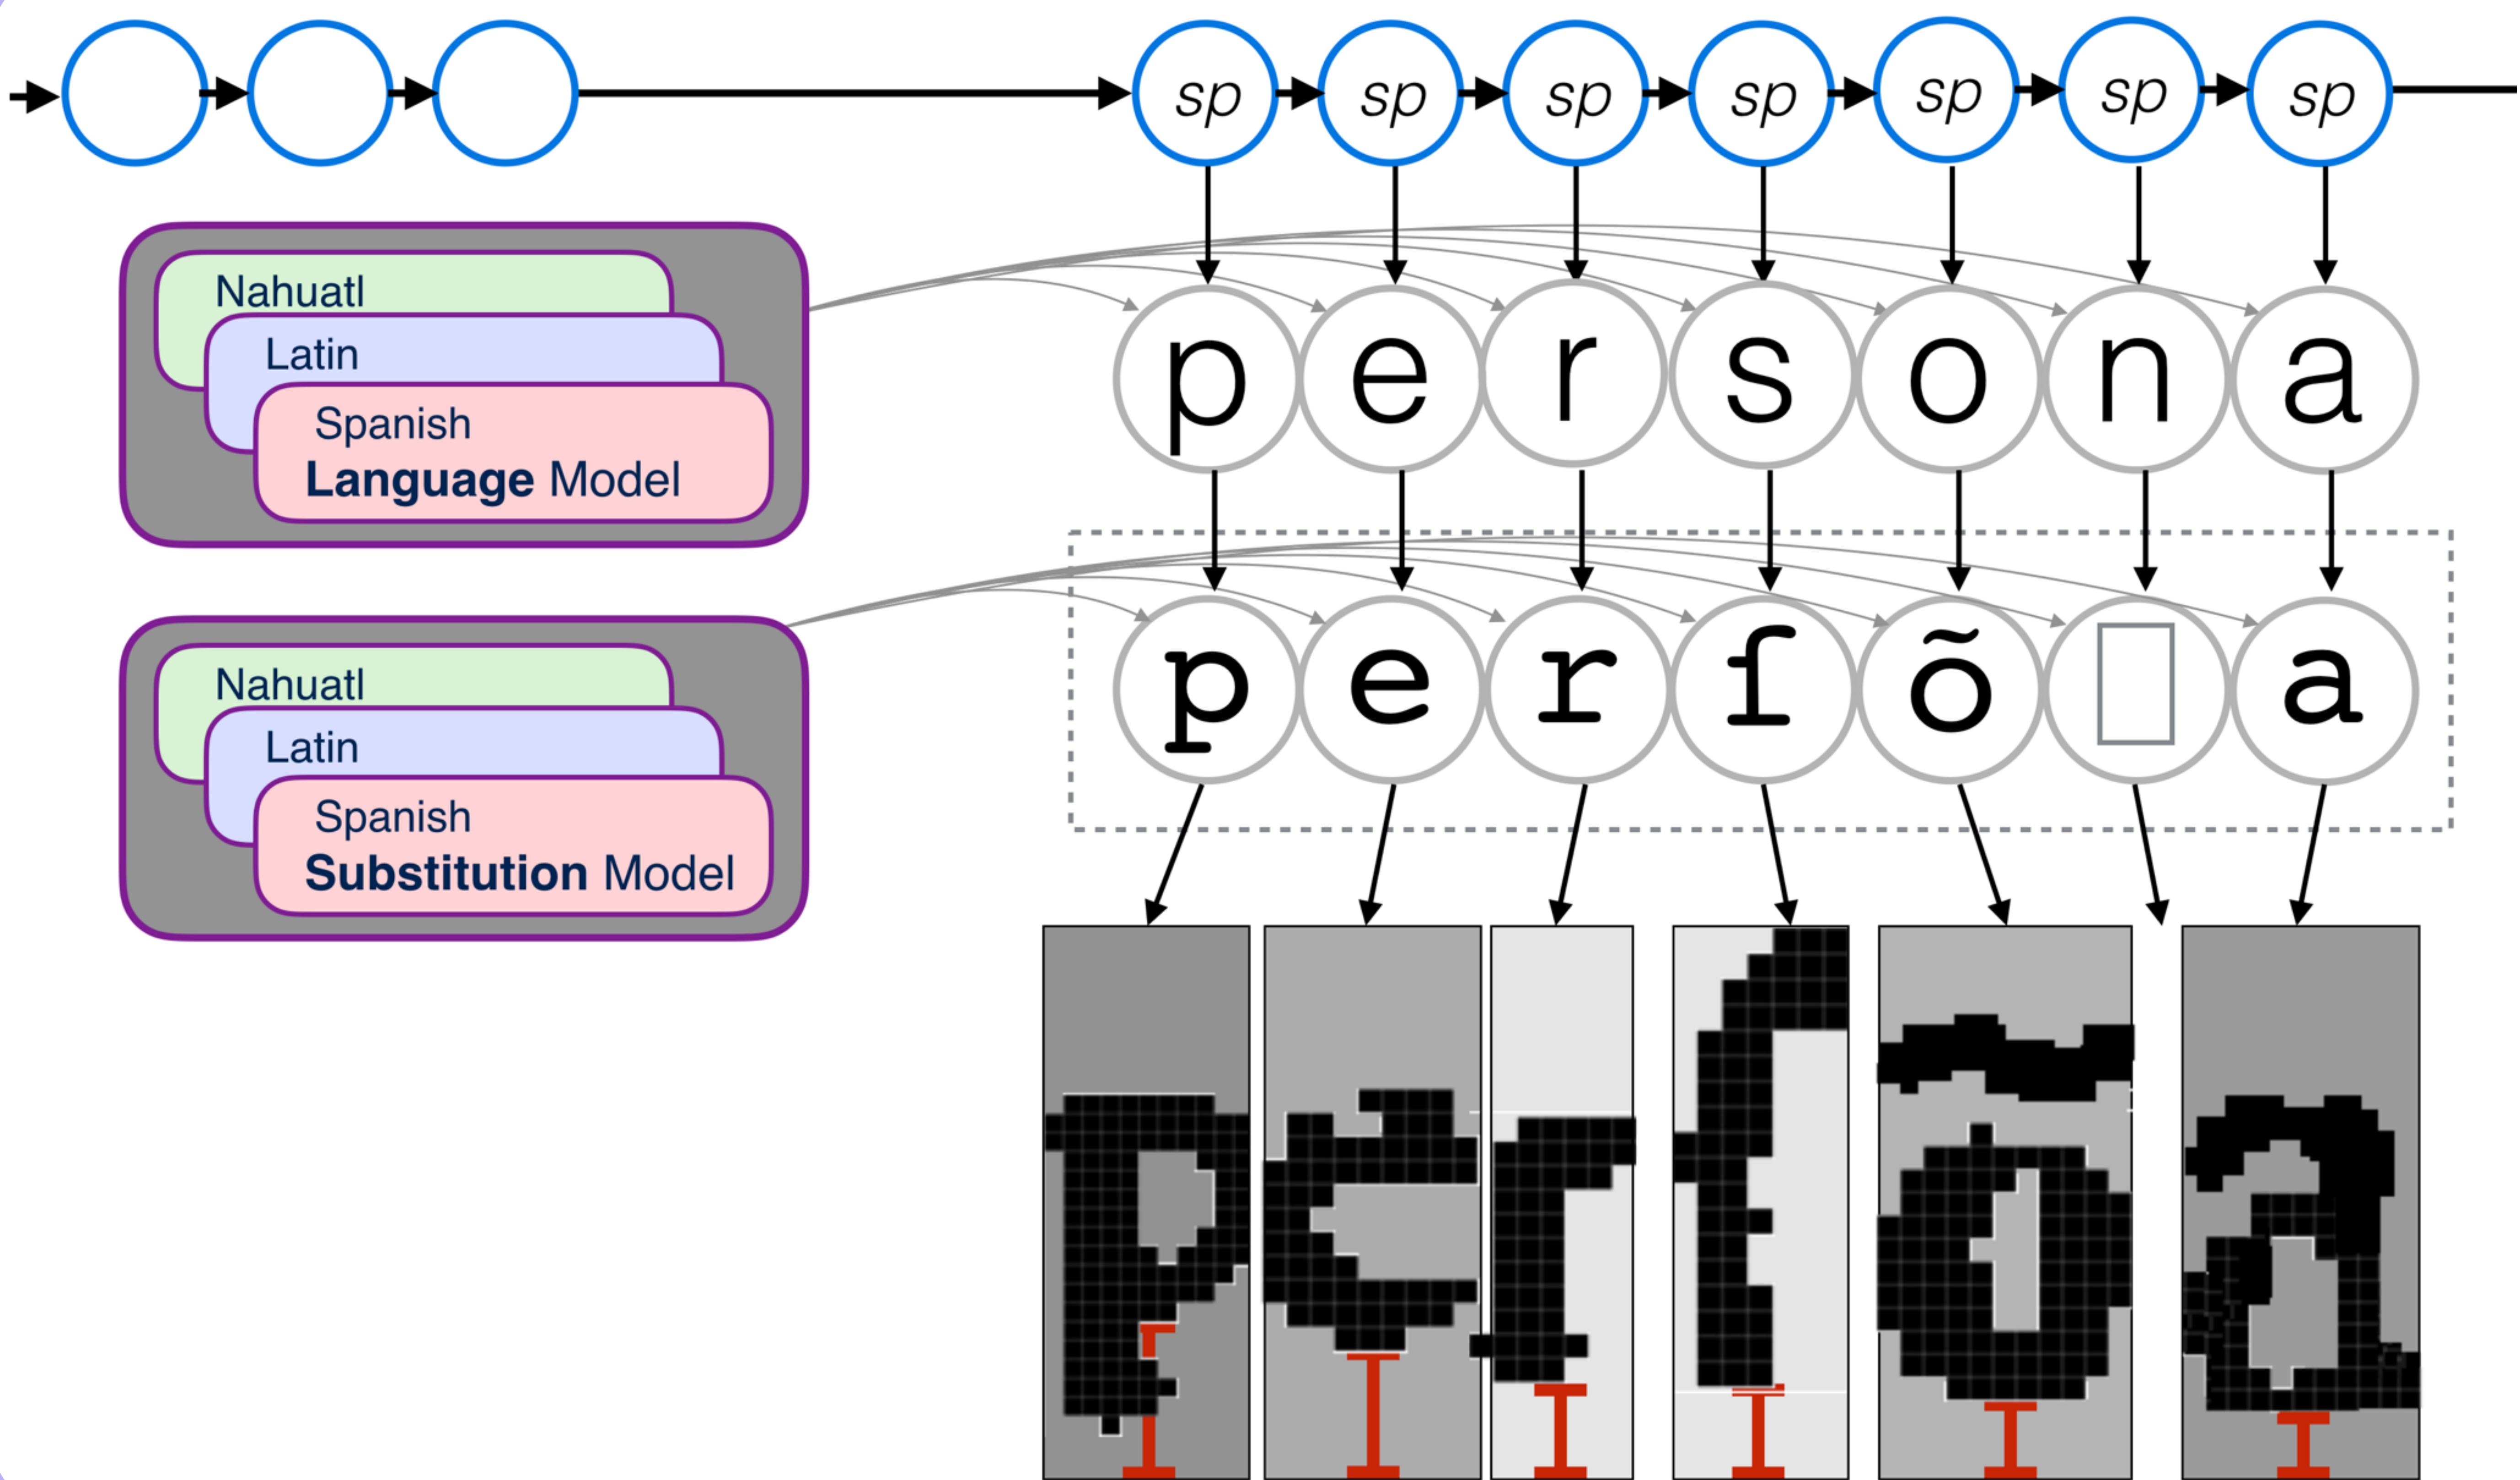 sp sp sp sp sp sp sp
Nahuatl
Latin
Spanish
Language Model
p e r s o n a
Nahuatl
Latin
Spanish
Substitution Model
p e r ſ õ a
p e r ſ õ a